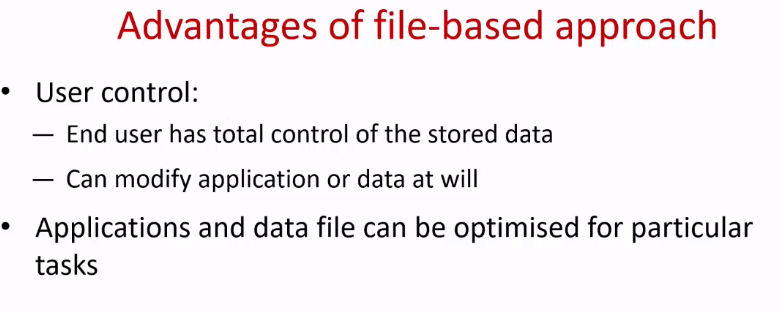 Advantages of file-based approach
• User control:
— End user has total control of the stored data
— Can modify application or data at will
• Applications and data file can be optimised for particular
tasks